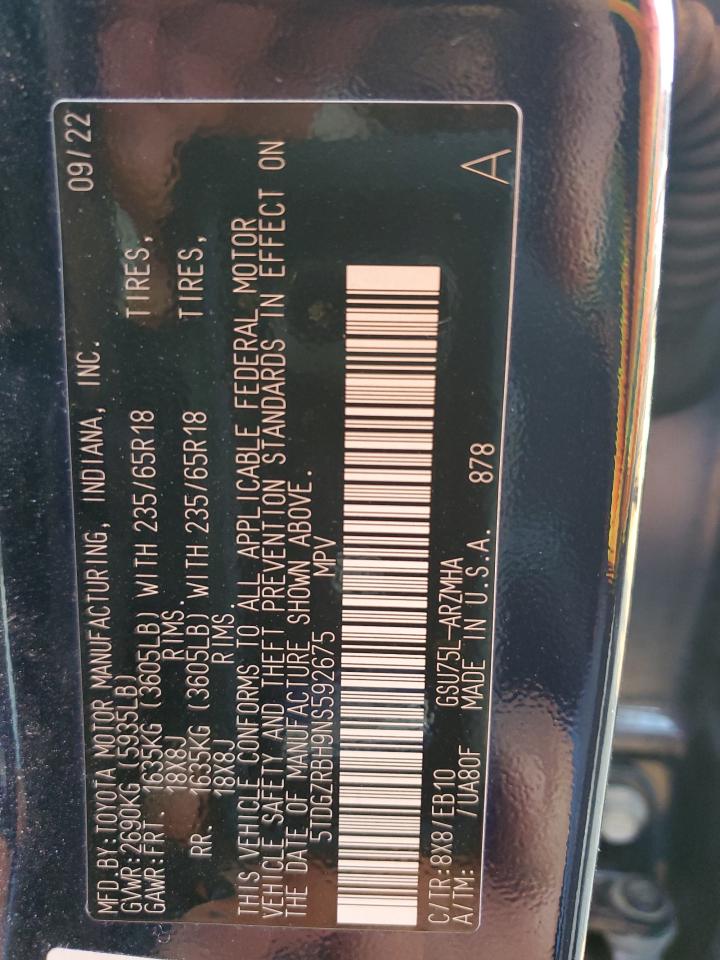 MFD.BY:TOYOTA MOTOR MANUFACTURING, INDIANA, INC. 09/22
GVWR:2690KG (5935LB)
GAWR:FRT. 1635KG (3605LB) WITH 235/65R18 TIRES,
18X8J RIMS.
RR. 1635KG (3605LB) WITH 235/65R18 TIRES,
18X8J RIMS.
THIS VEHICLE CONFORMS TO ALL APPLICABLE FEDERAL MOTOR
VEHICLE SAFETY AND THEFT PREVENTION STANDARDS IN EFFECT ON
THE DATE OF MANUFACTURE SHOWN ABOVE.
5TDGZRBH9NS592675 MPV
C/TR:8X8/EB10 GSU75L-ARZMHA A
A/TM: /UA80F MADE IN U.S.A. 878